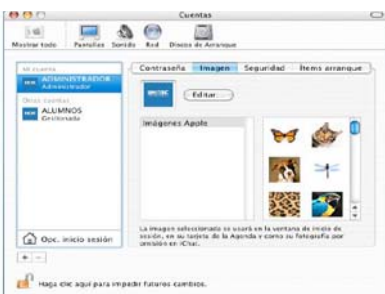 Cuentas
Mostrar todo Pantallas Sonido Red Discos de Arranque
Mi cuenta
ADMINISTRADOR
Administrador
Otras cuentas
ALUMNOS
Gestionada
Opc. inicio sesión
Contraseña Imagen Seguridad Ítems arranque
Editar...
Imágenes Apple
La imagen seleccionada se usará en la ventana de inicio de
sesión, en su tarjeta de la Agenda y como su fotografía por
omisión en iChat.
Haga clic aquí para impedir futuros cambios.